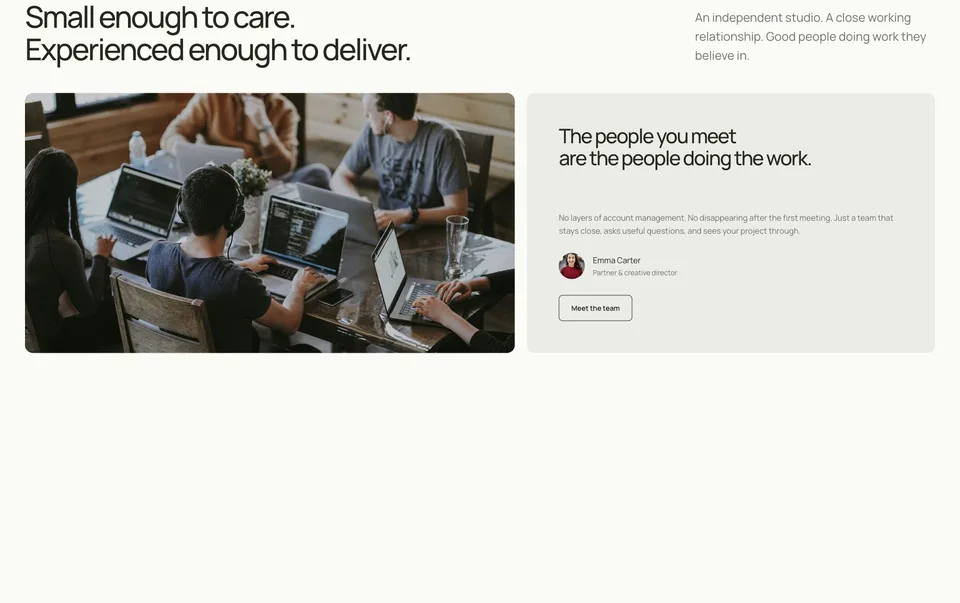 Small enough to care.
Experienced enough to deliver.
An independent studio. A close working
relationship. Good people doing work they
believe in.
The people you meet
are the people doing the work.
No layers of account management. No disappearing after the first meeting. Just a team that
stays close, asks useful questions, and sees your project through.
Emma Carter
Partner & creative director
Meet the team